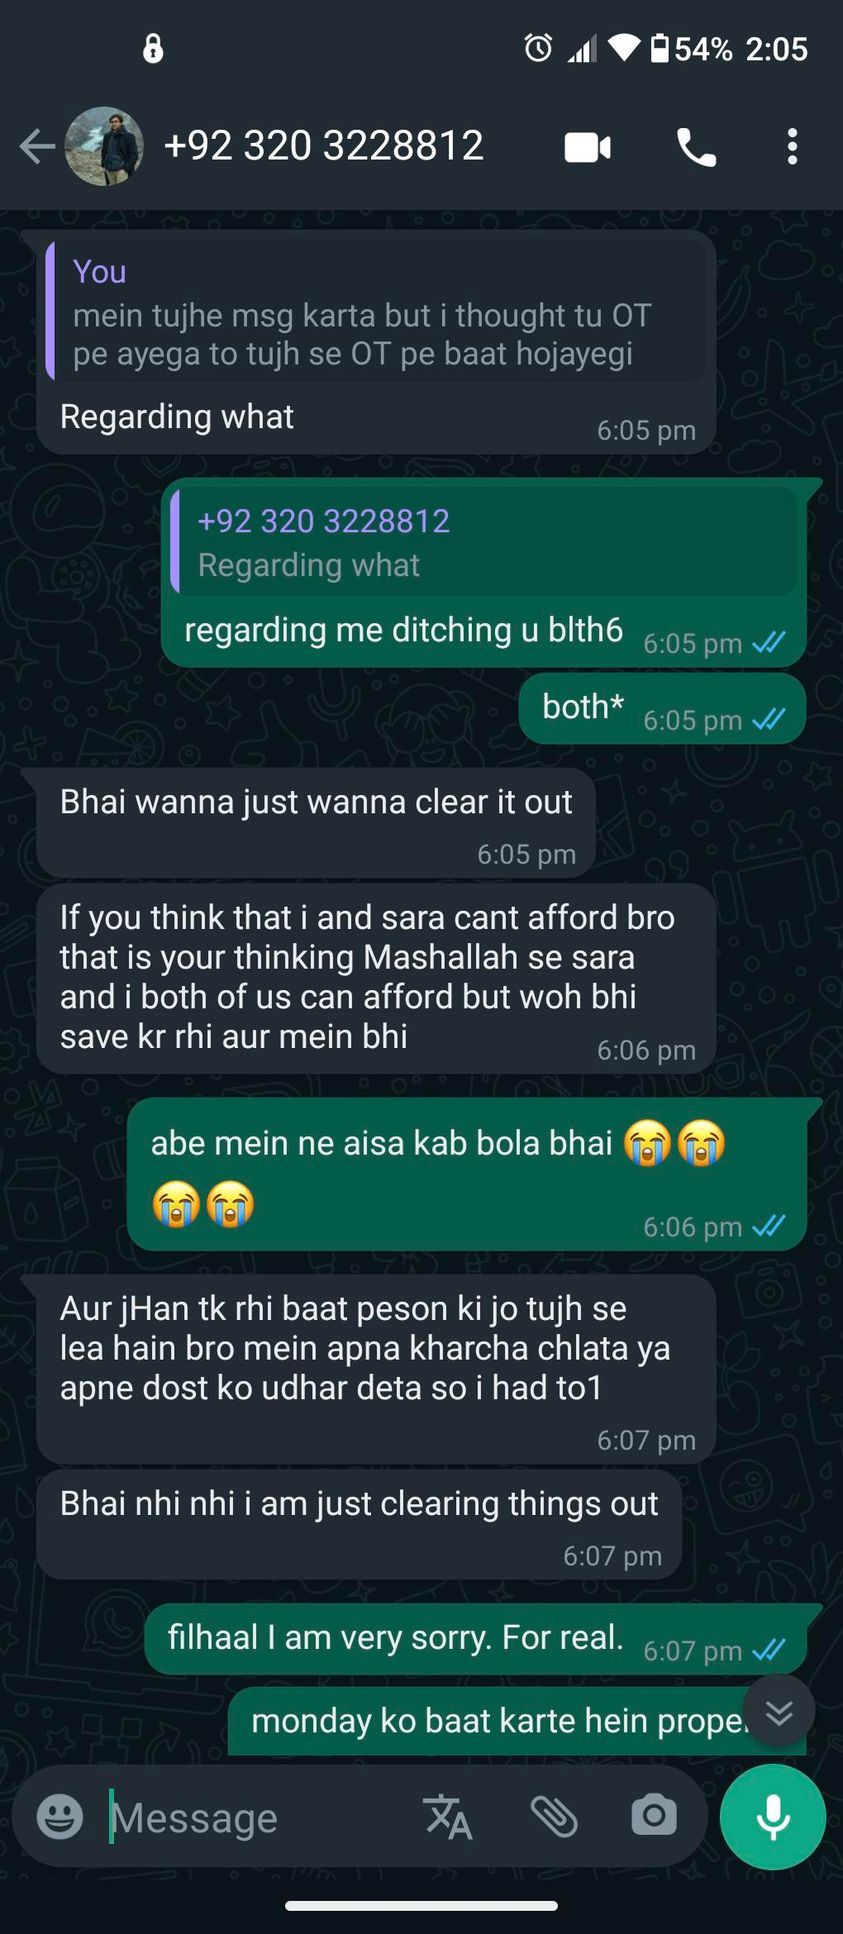 54% 2:05
+92 320 3228812
You
mein tujhe msg karta but i thought tu OT
pe ayega to tujh se OT pe baat hojayegi
Regarding what
6:05 pm
+92 320 3228812
Regarding what
regarding me ditching u blth6 6:05 pm
both* 6:05 pm
Bhai wanna just wanna clear it out
6:05 pm
If you think that i and sara cant afford bro
that is your thinking Mashallah se sara
and i both of us can afford but woh bhi
save kr rhi aur mein bhi
6:06 pm
abe mein ne aisa kab bola bhai 😭😭
😭😭
6:06 pm
Aur jHan tk rhi baat peson ki jo tujh se
lea hain bro mein apna kharcha chlata ya
apne dost ko udhar deta so i had to1
6:07 pm
Bhai nhi nhi i am just clearing things out
6:07 pm
filhaal I am very sorry. For real. 6:07 pm
monday ko baat karte hein prope
Message